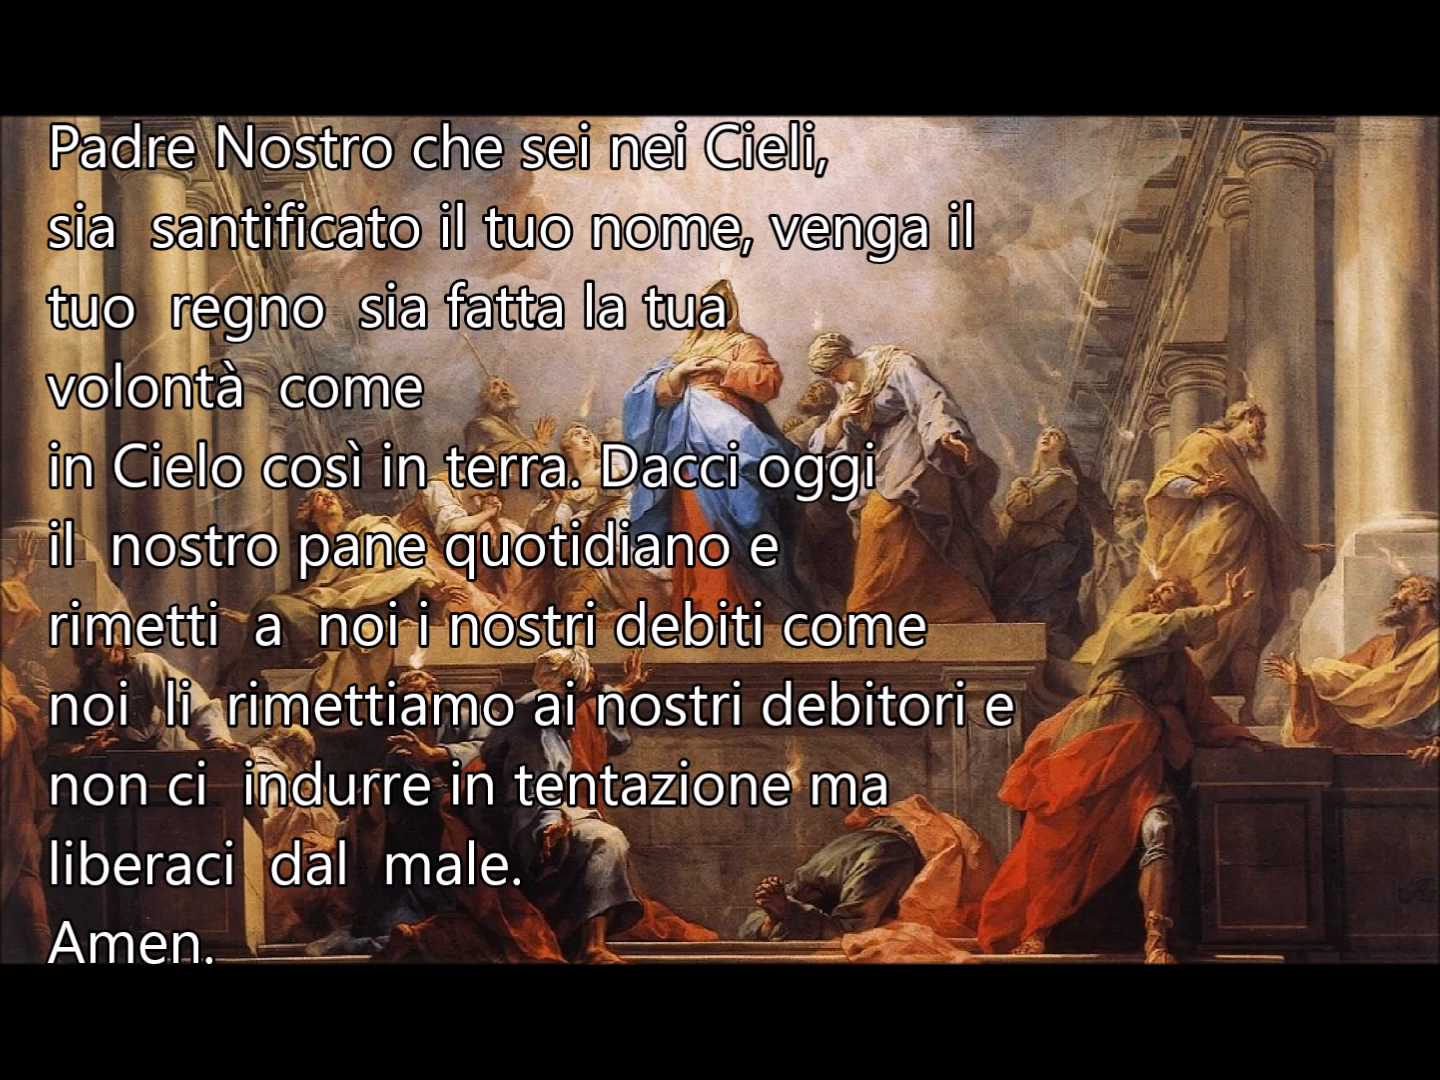 Padre Nostro che sei nei Cieli,
sia santificato il tuo nome, venga il
tuo regno sia fatta la tua
volontà come
in Cielo così in terra. Dacci oggi
il nostro pane quotidiano e
rimetti a noi i nostri debiti come
noi li rimettiamo ai nostri debitori e
non ci indurre in tentazione ma
liberaci dal male.
Amen.